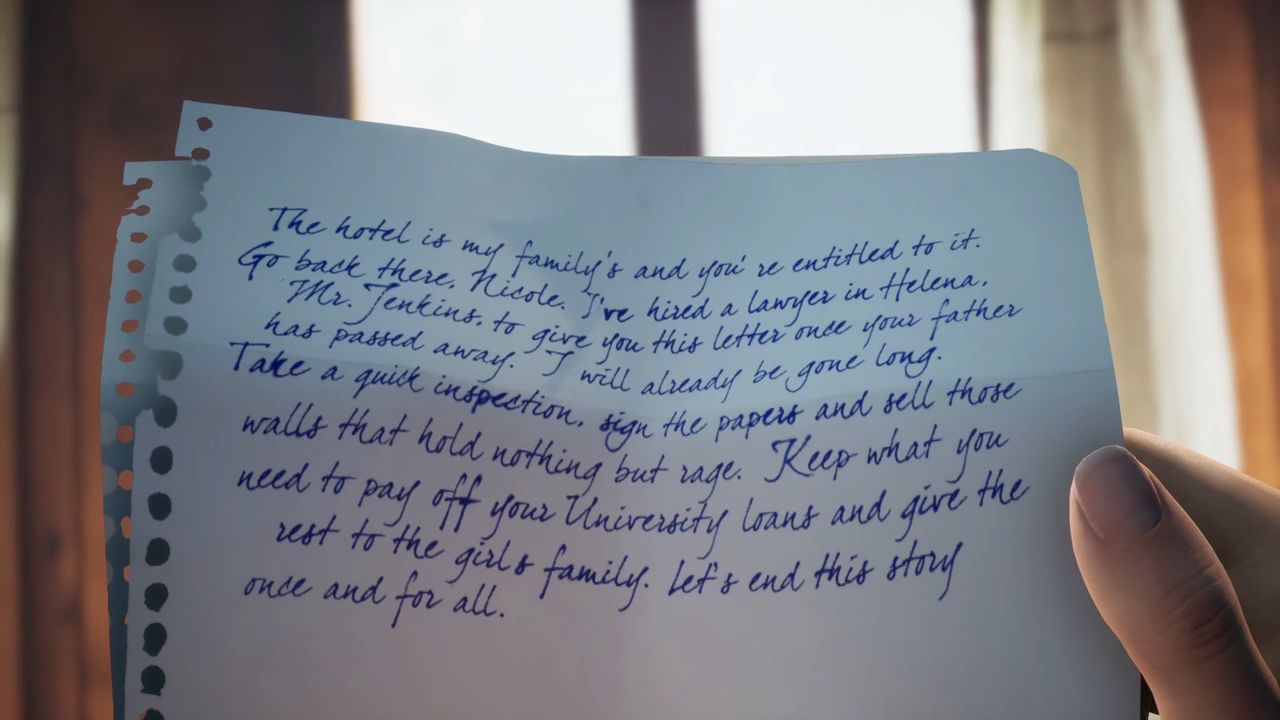 The hotel is my family's and you're entitled to it.
Go back there, Nicole. I've hired a lawyer in Helena,
Mr. Jenkins, to give you this letter once your father
has passed away. I will already be gone long.
Take a quick inspection, sign the papers and sell those
walls that hold nothing but rage. Keep what you
need to pay off your University loans and give the
rest to the girls family. Let's end this story
once and for all.